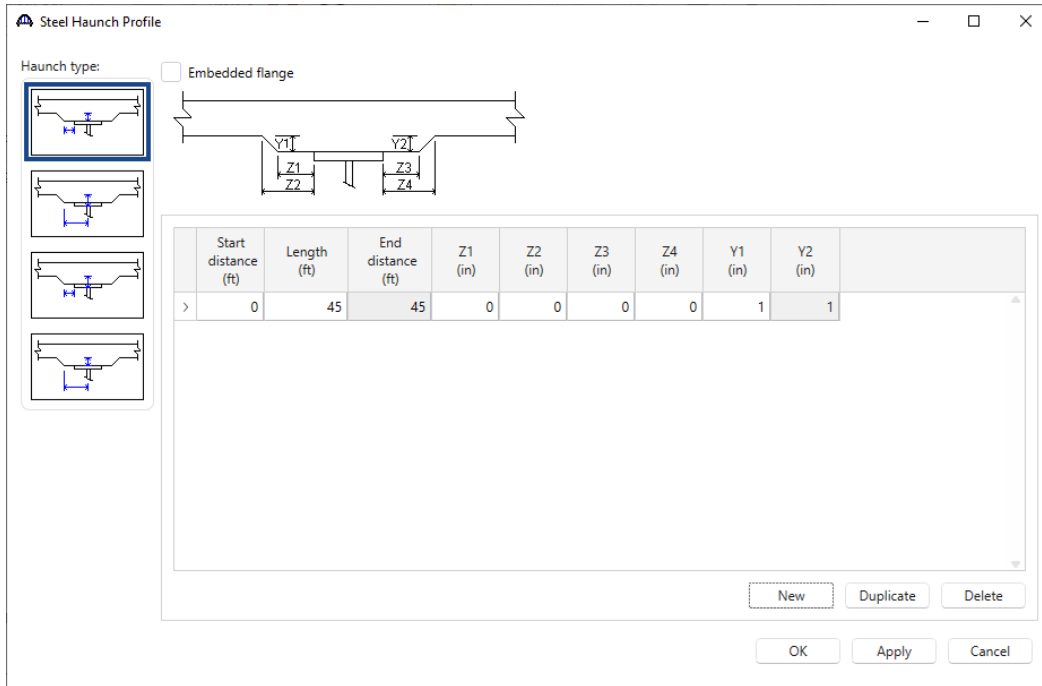 Steel Haunch Profile
Haunch type:
Embedded flange
Y1 Y2
Z1 Z3
Z2 Z4
Start distance (ft) Length (ft) End distance (ft) Z1 (in) Z2 (in) Z3 (in) Z4 (in) Y1 (in) Y2 (in)
> 0 45 45 0 0 0 0 1 1
New Duplicate Delete
OK Apply Cancel